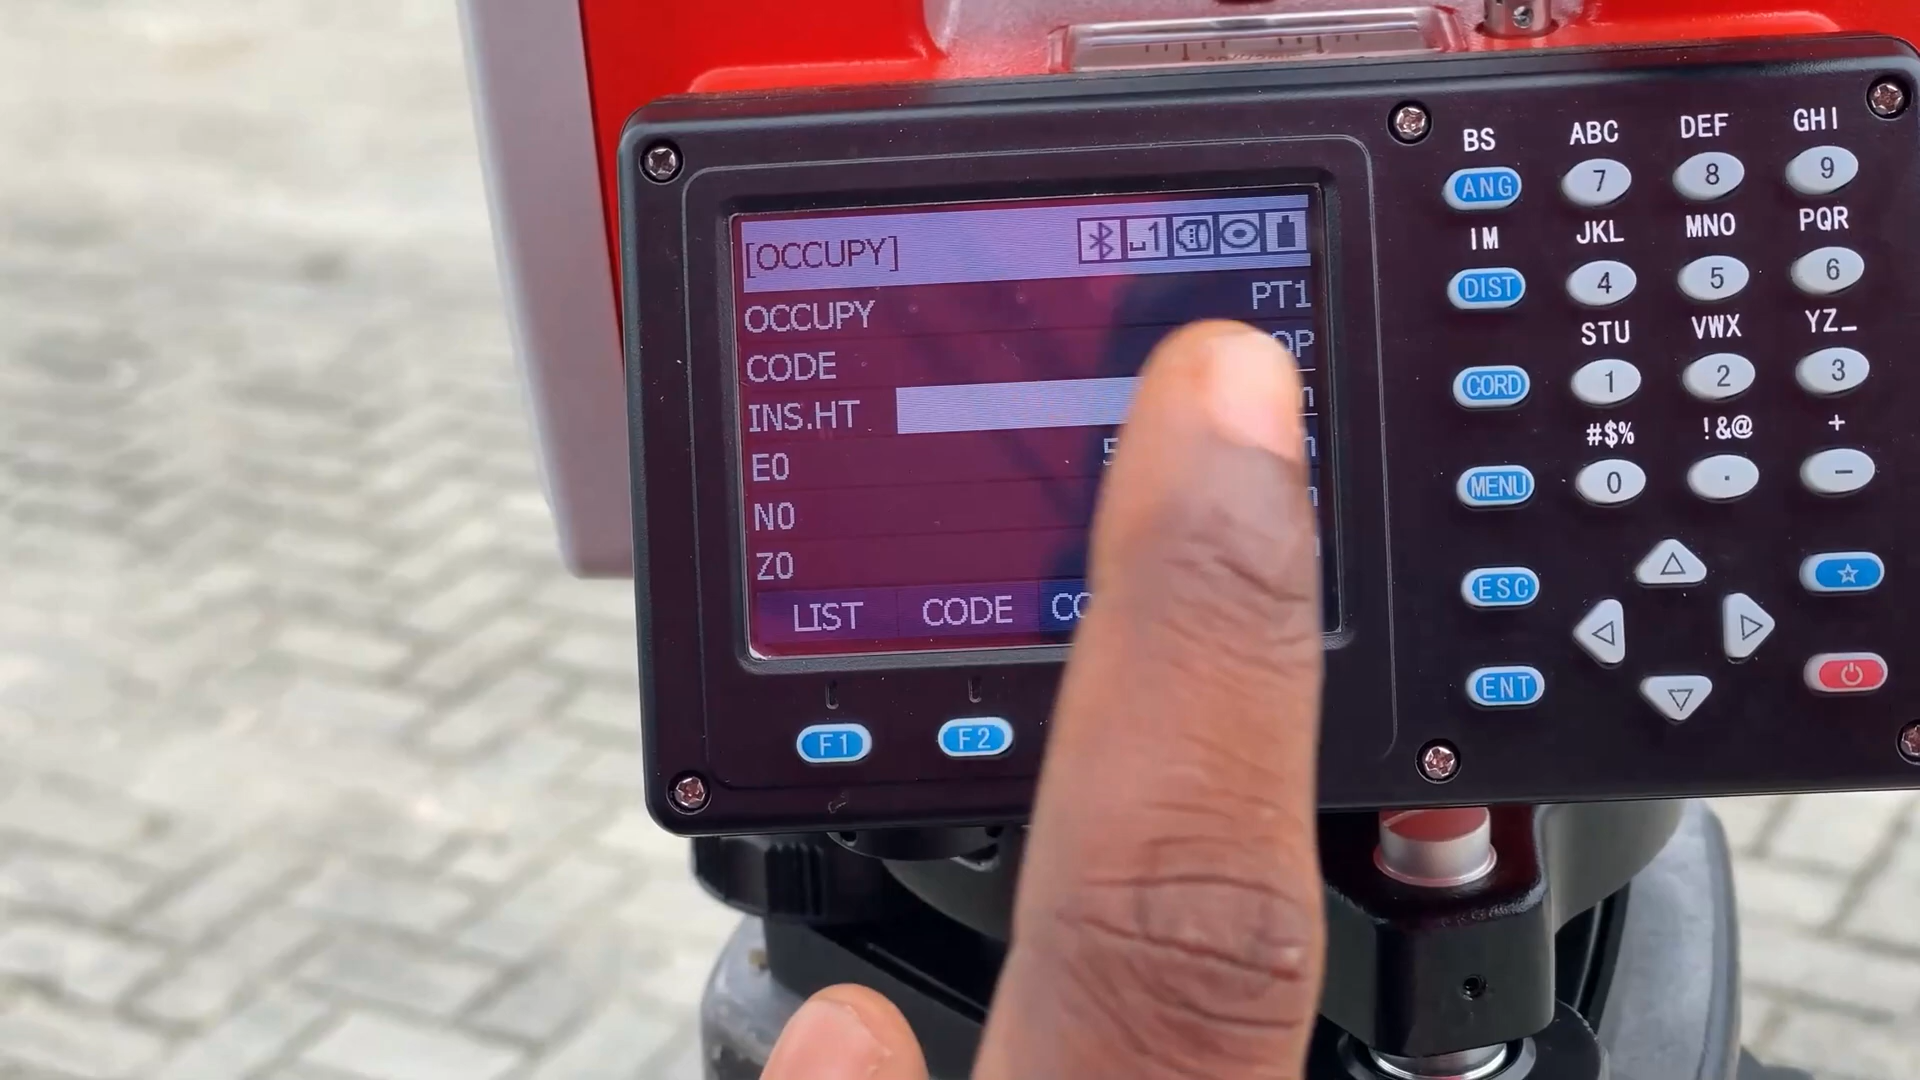 [OCCUPY]
OCCUPY PT1
CODE
INS.HT
E0
N0
Z0
LIST CODE
F1 F2
BS ABC DEF GHI
ANG 7 8 9
IM JKL MNO PQR
DIST 4 5 6
STU VWX YZ_
CORD 1 2 3
#$% !&@ +
MENU 0 . -
ESC
ENT